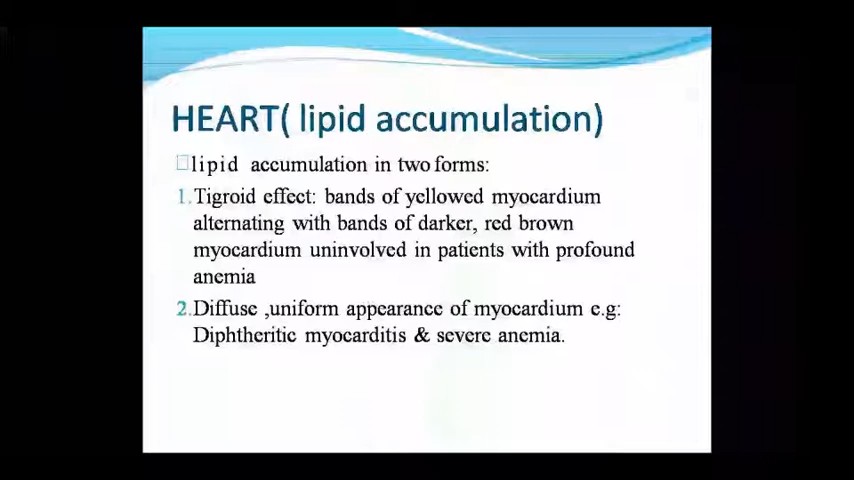 HEART( lipid accumulation)
lipid accumulation in two forms:
1.Tigroid effect: bands of yellowed myocardium
alternating with bands of darker, red brown
myocardium uninvolved in patients with profound
anemia
2.Diffuse ,uniform appearance of myocardium e.g:
Diphtheritic myocarditis & severe anemia.